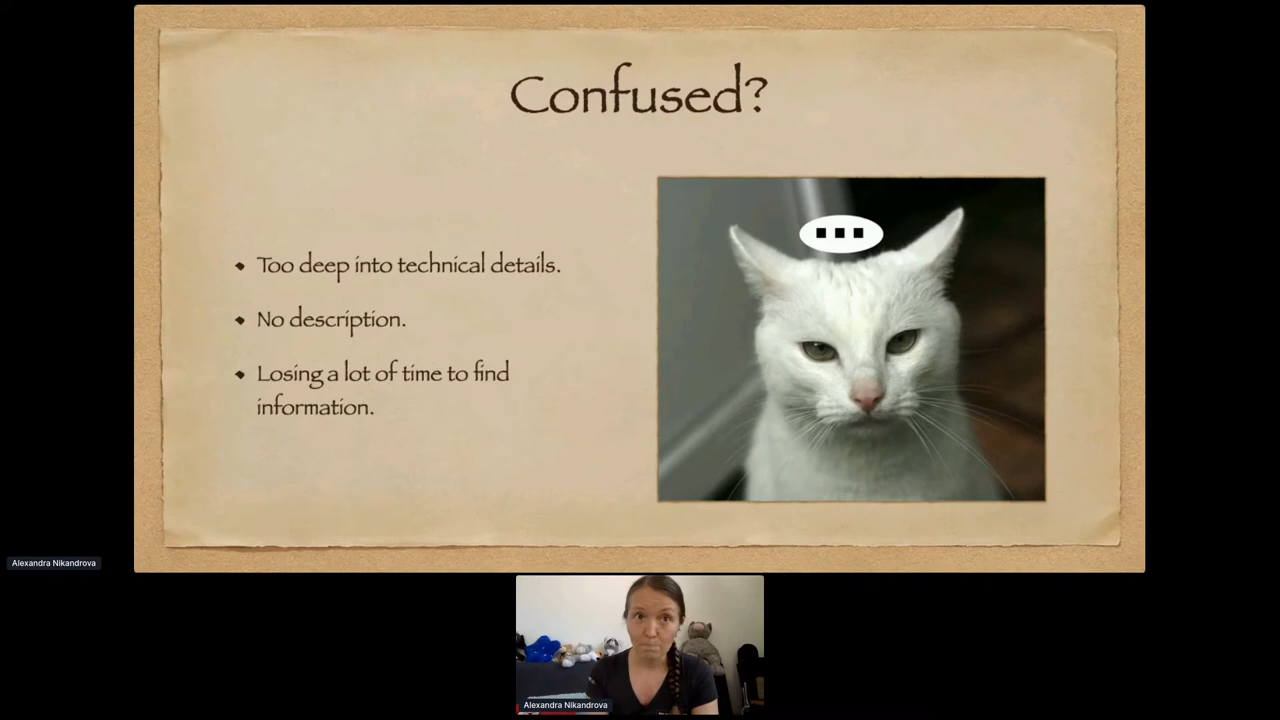 Confused?
• Too deep into technical details.
• No description.
• Losing a lot of time to find
information.
Alexandra Nikandrova
Alexandra Nikandrova